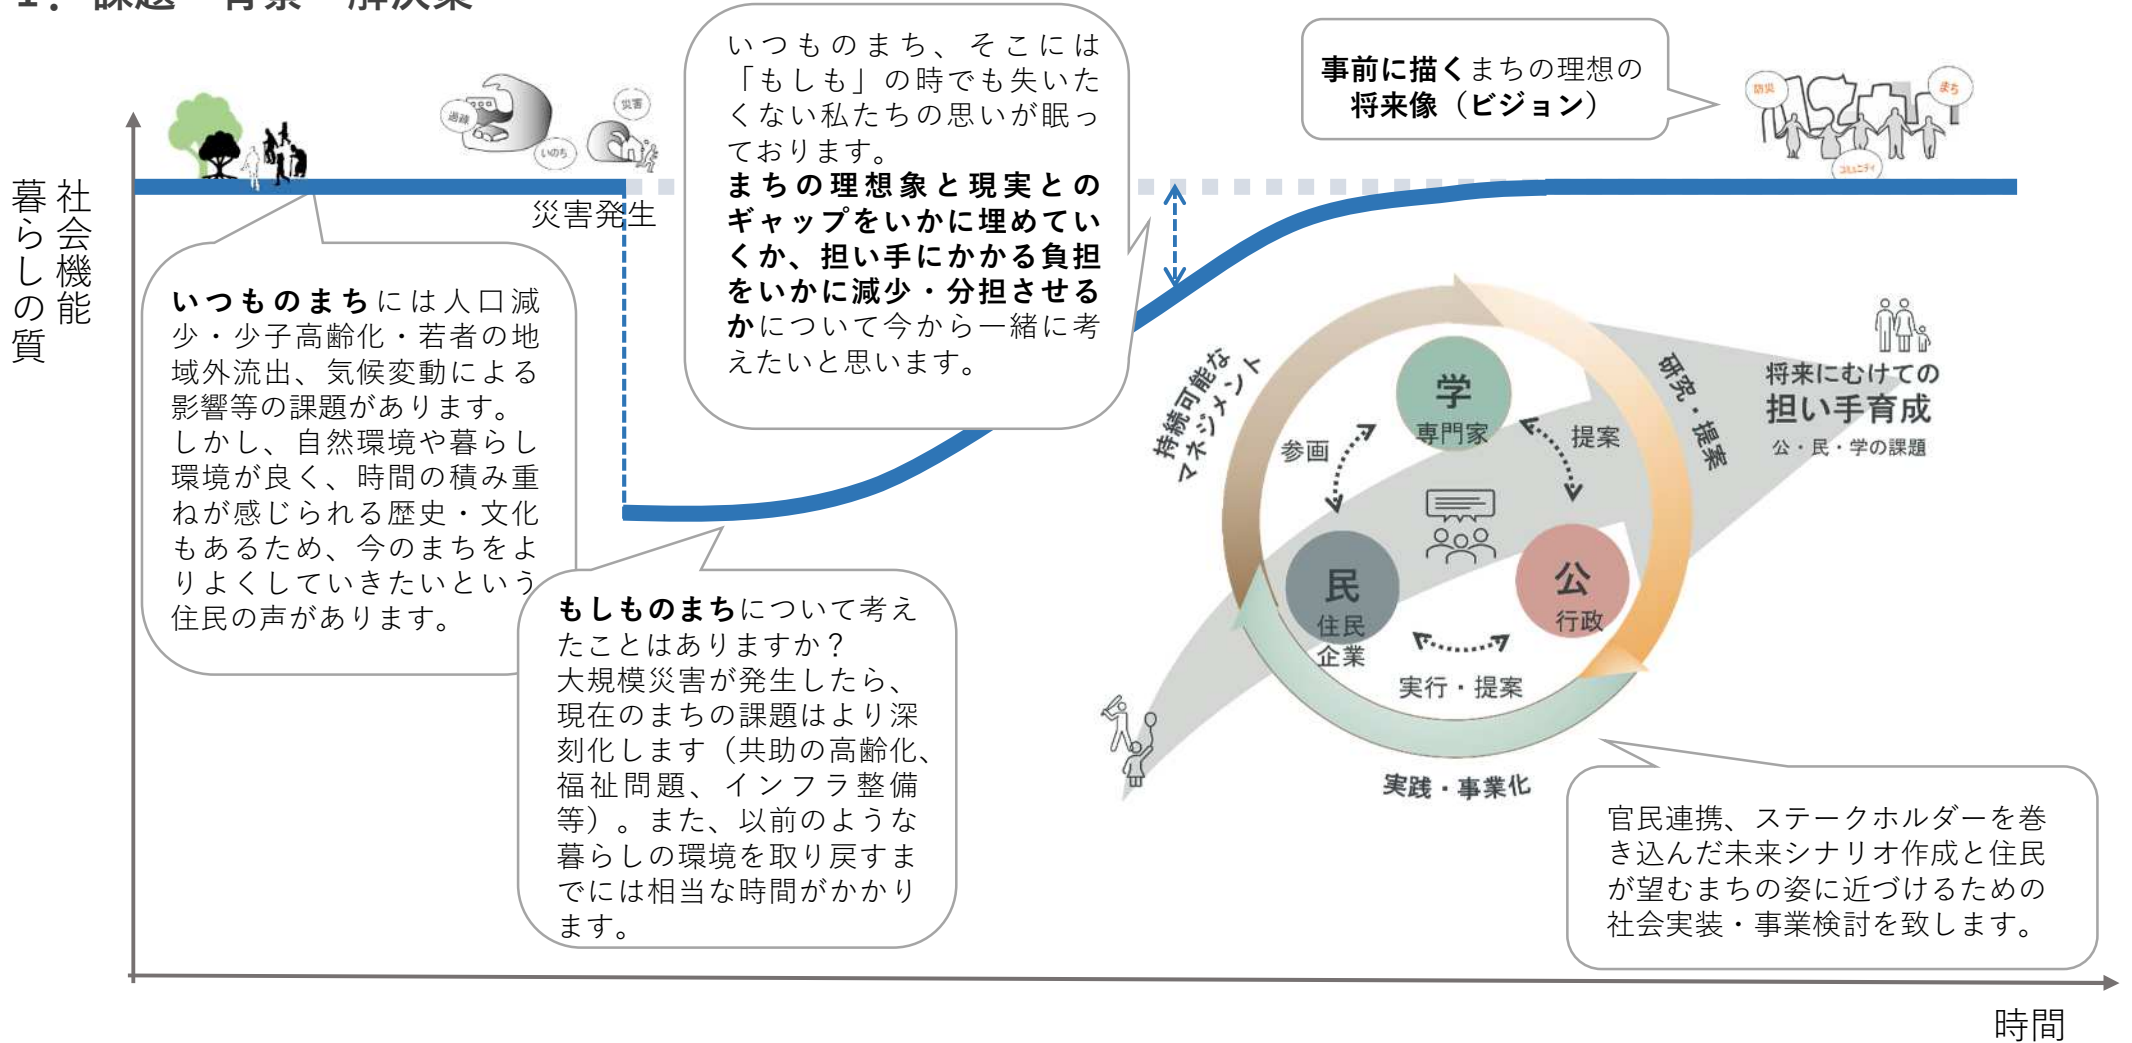 1．課題・背景・解決策
社会機能
暮らしの質
過疎
いのち
災害
災害発生
いつものまちには人口減
少・少子高齢化・若者の地
域外流出、気候変動による
影響等の課題があります。
しかし、自然環境や暮らし
環境が良く、時間の積み重
ねが感じられる歴史・文化
もあるため、今のまちをよ
りよくしていきたいという
住民の声があります。
もしものまちについて考え
たことはありますか？
大規模災害が発生したら、
現在のまちの課題はより深
刻化します（共助の高齢化、
福祉問題、インフラ整備
等）。また、以前のような
暮らしの環境を取り戻すま
でには相当な時間がかかり
ます。
いつものまち、そこには
「もしも」の時でも失いた
くない私たちの思いが眠っ
ております。
まちの理想象と現実との
ギャップをいかに埋めてい
くか、担い手にかかる負担
をいかに減少・分担させる
かについて今から一緒に考
えたいと思います。
事前に描くまちの理想の
将来像（ビジョン）
防災
まち
コミュニティ
持続可能な
マネジメント
研究・提案
実践・事業化
学
専門家
参画
提案
民
住民
企業
公
行政
実行・提案
将来にむけての
担い手育成
公・民・学の課題
官民連携、ステークホルダーを巻
き込んだ未来シナリオ作成と住民
が望むまちの姿に近づけるための
社会実装・事業検討を致します。
時間